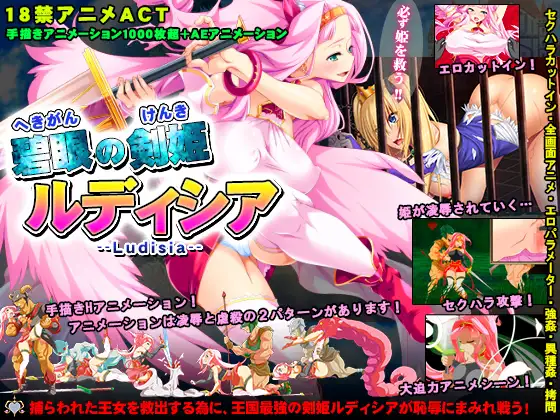 18禁アニメACT
手描きアニメーション1000枚超＋AEアニメーション
必ず姫を救う!!
エロカットイン！
へきがん けんき
碧眼の剣姫
ルディシア
--Ludisia--
姫が凌辱されていく…
セクハラ攻撃！
手描きHアニメーション！
アニメーションは凌辱と虐殺の2パターンがあります！
大迫力アニメシーン！
セクハラカットイン・全画面アニメ・エロパラメーター 強姦・異種姦・拷
捕らわれた王女を救出する為に、王国最強の剣姫ルディシアが恥辱にまみれ戦う！